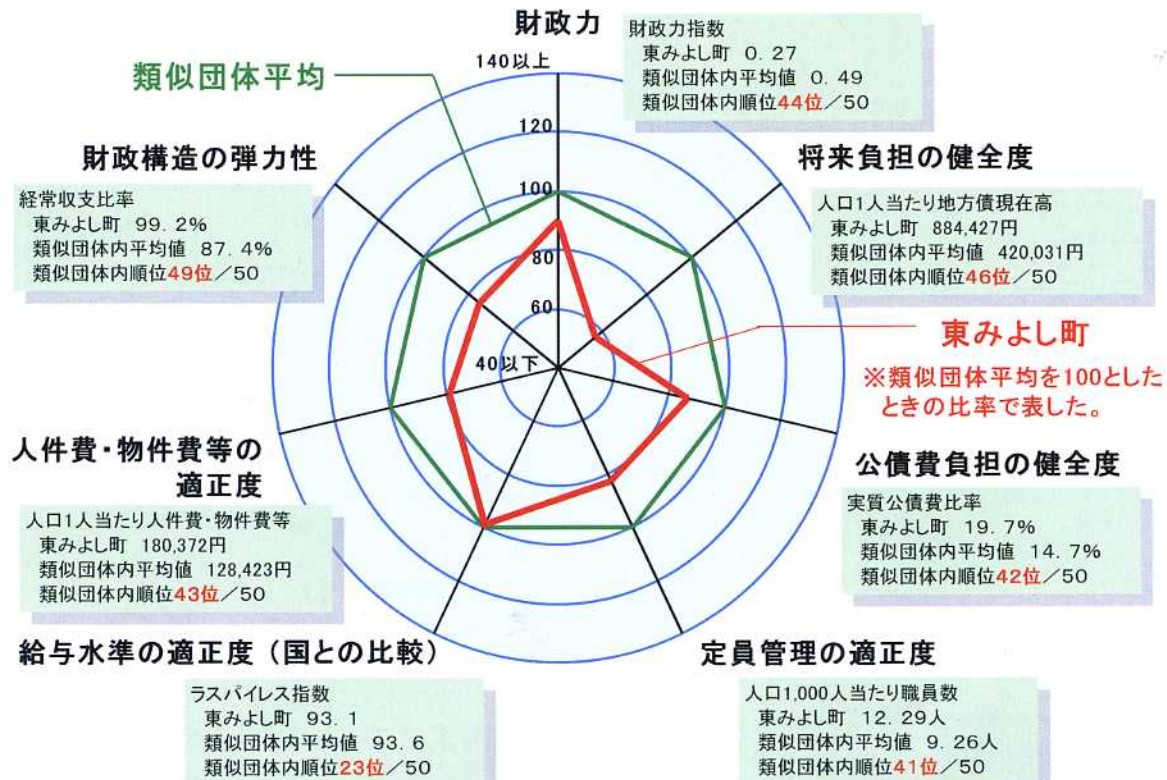 財政力
財政力指数
東みよし町 0.27
類似団体内平均値 0.49
類似団体内順位44位/50
類似団体平均
140以上
120
100
80
60
40以下
財政構造の弾力性
経常収支比率
東みよし町 99.2%
類似団体内平均値 87.4%
類似団体内順位49位/50
将来負担の健全度
人口1人当たり地方債現在高
東みよし町 884,427円
類似団体内平均値 420,031円
類似団体内順位46位/50
東みよし町
※類似団体平均を100とした
ときの比率で表した。
人件費・物件費等の
適正度
人口1人当たり人件費・物件費等
東みよし町 180,372円
類似団体内平均値 128,423円
類似団体内順位43位/50
公債費負担の健全度
実質公債費比率
東みよし町 19.7%
類似団体内平均値 14.7%
類似団体内順位42位/50
給与水準の適正度(国との比較)
ラスパイレス指数
東みよし町 93.1
類似団体内平均値 93.6
類似団体内順位23位/50
定員管理の適正度
人口1,000人当たり職員数
東みよし町 12.29人
類似団体内平均値 9.26人
類似団体内順位41位/50